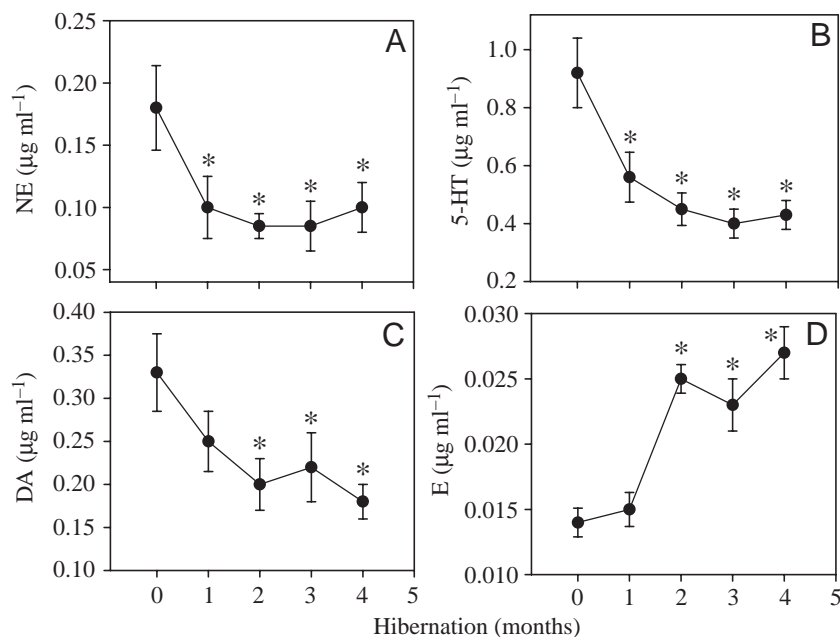 A
NE (µg ml⁻¹)
0.25
0.20
0.15
0.10
0.05
* * * *
B
5-HT (µg ml⁻¹)
1.0
0.8
0.6
0.4
0.2
* * * *
C
DA (µg ml⁻¹)
0.40
0.35
0.30
0.25
0.20
0.15
0.10
* * *
0 1 2 3 4 5
D
E (µg ml⁻¹)
0.030
0.025
0.020
0.015
0.010
* * *
0 1 2 3 4 5
Hibernation (months)